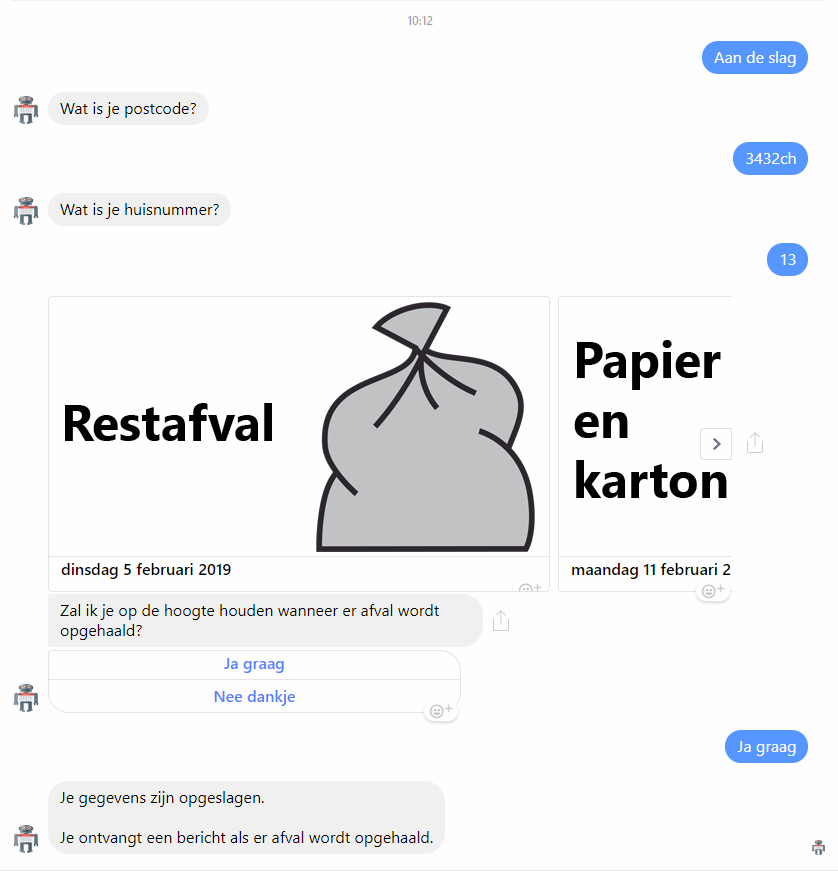 10:12
Aan de slag
Wat is je postcode?
3432ch
Wat is je huisnummer?
13
Restafval
dinsdag 5 februari 2019
Papier
en
karton
maandag 11 februari 2
Zal ik je op de hoogte houden wanneer er afval wordt
opgehaald?
Ja graag
Nee dankje
Ja graag
Je gegevens zijn opgeslagen.
Je ontvangt een bericht als er afval wordt opgehaald.